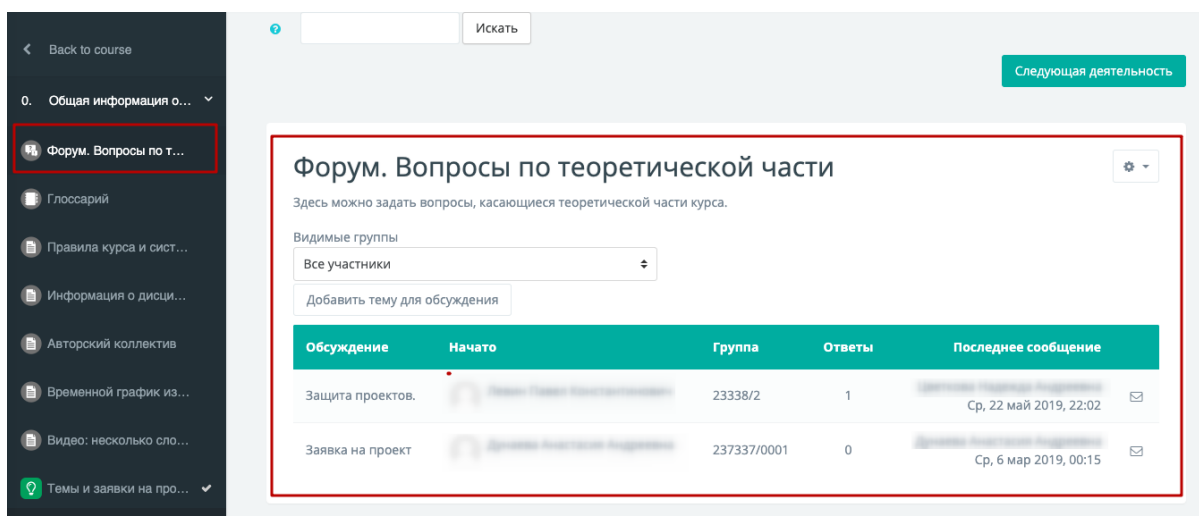 Искать
Back to course
Следующая деятельность
0. Общая информация о...
Форум. Вопросы по т...
Глоссарий
Правила курса и сист...
Информация о дисци...
Авторский коллектив
Временной график из...
Видео: несколько сло...
Темы и заявки на про...
Форум. Вопросы по теоретической части
Здесь можно задать вопросы, касающиеся теоретической части курса.
Видимые группы
Все участники
Добавить тему для обсуждения
Обсуждение Начато Группа Ответы Последнее сообщение
Защита проектов. 23338/2 1
Ср, 22 май 2019, 22:02
Заявка на проект 237337/0001 0
Ср, 6 мар 2019, 00:15